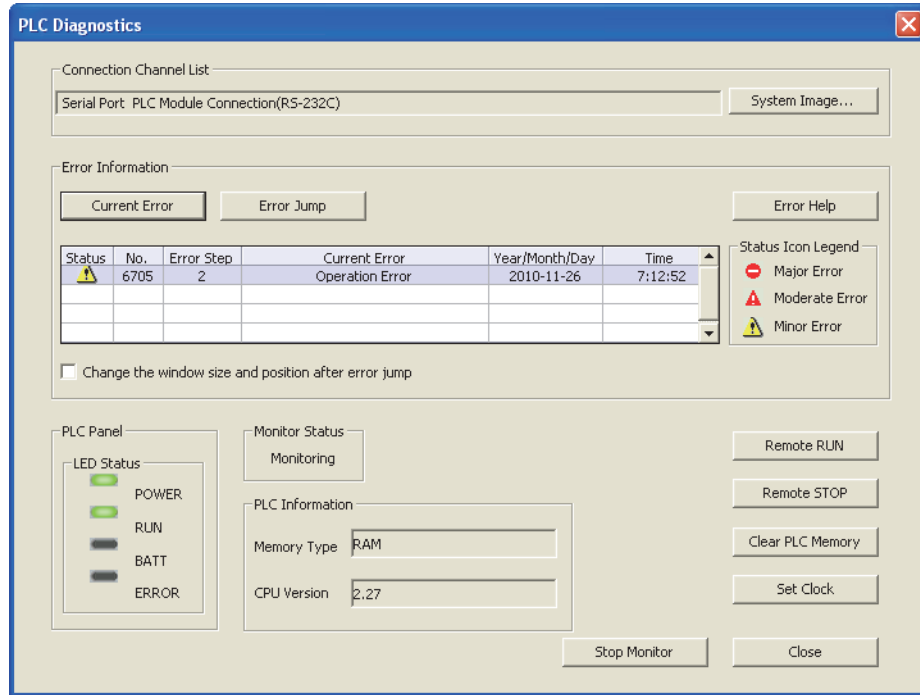 PLC Diagnostics
Connection Channel List
Serial Port PLC Module Connection(RS-232C)
System Image...
Error Information
Current Error
Error Jump
Error Help
Status No. Error Step Current Error Year/Month/Day Time
6705 2 Operation Error 2010-11-26 7:12:52
Status Icon Legend
Major Error
Moderate Error
Minor Error
Change the window size and position after error jump
PLC Panel
LED Status
POWER
RUN
BATT
ERROR
Monitor Status
Monitoring
PLC Information
Memory Type RAM
CPU Version 2.27
Remote RUN
Remote STOP
Clear PLC Memory
Set Clock
Stop Monitor
Close